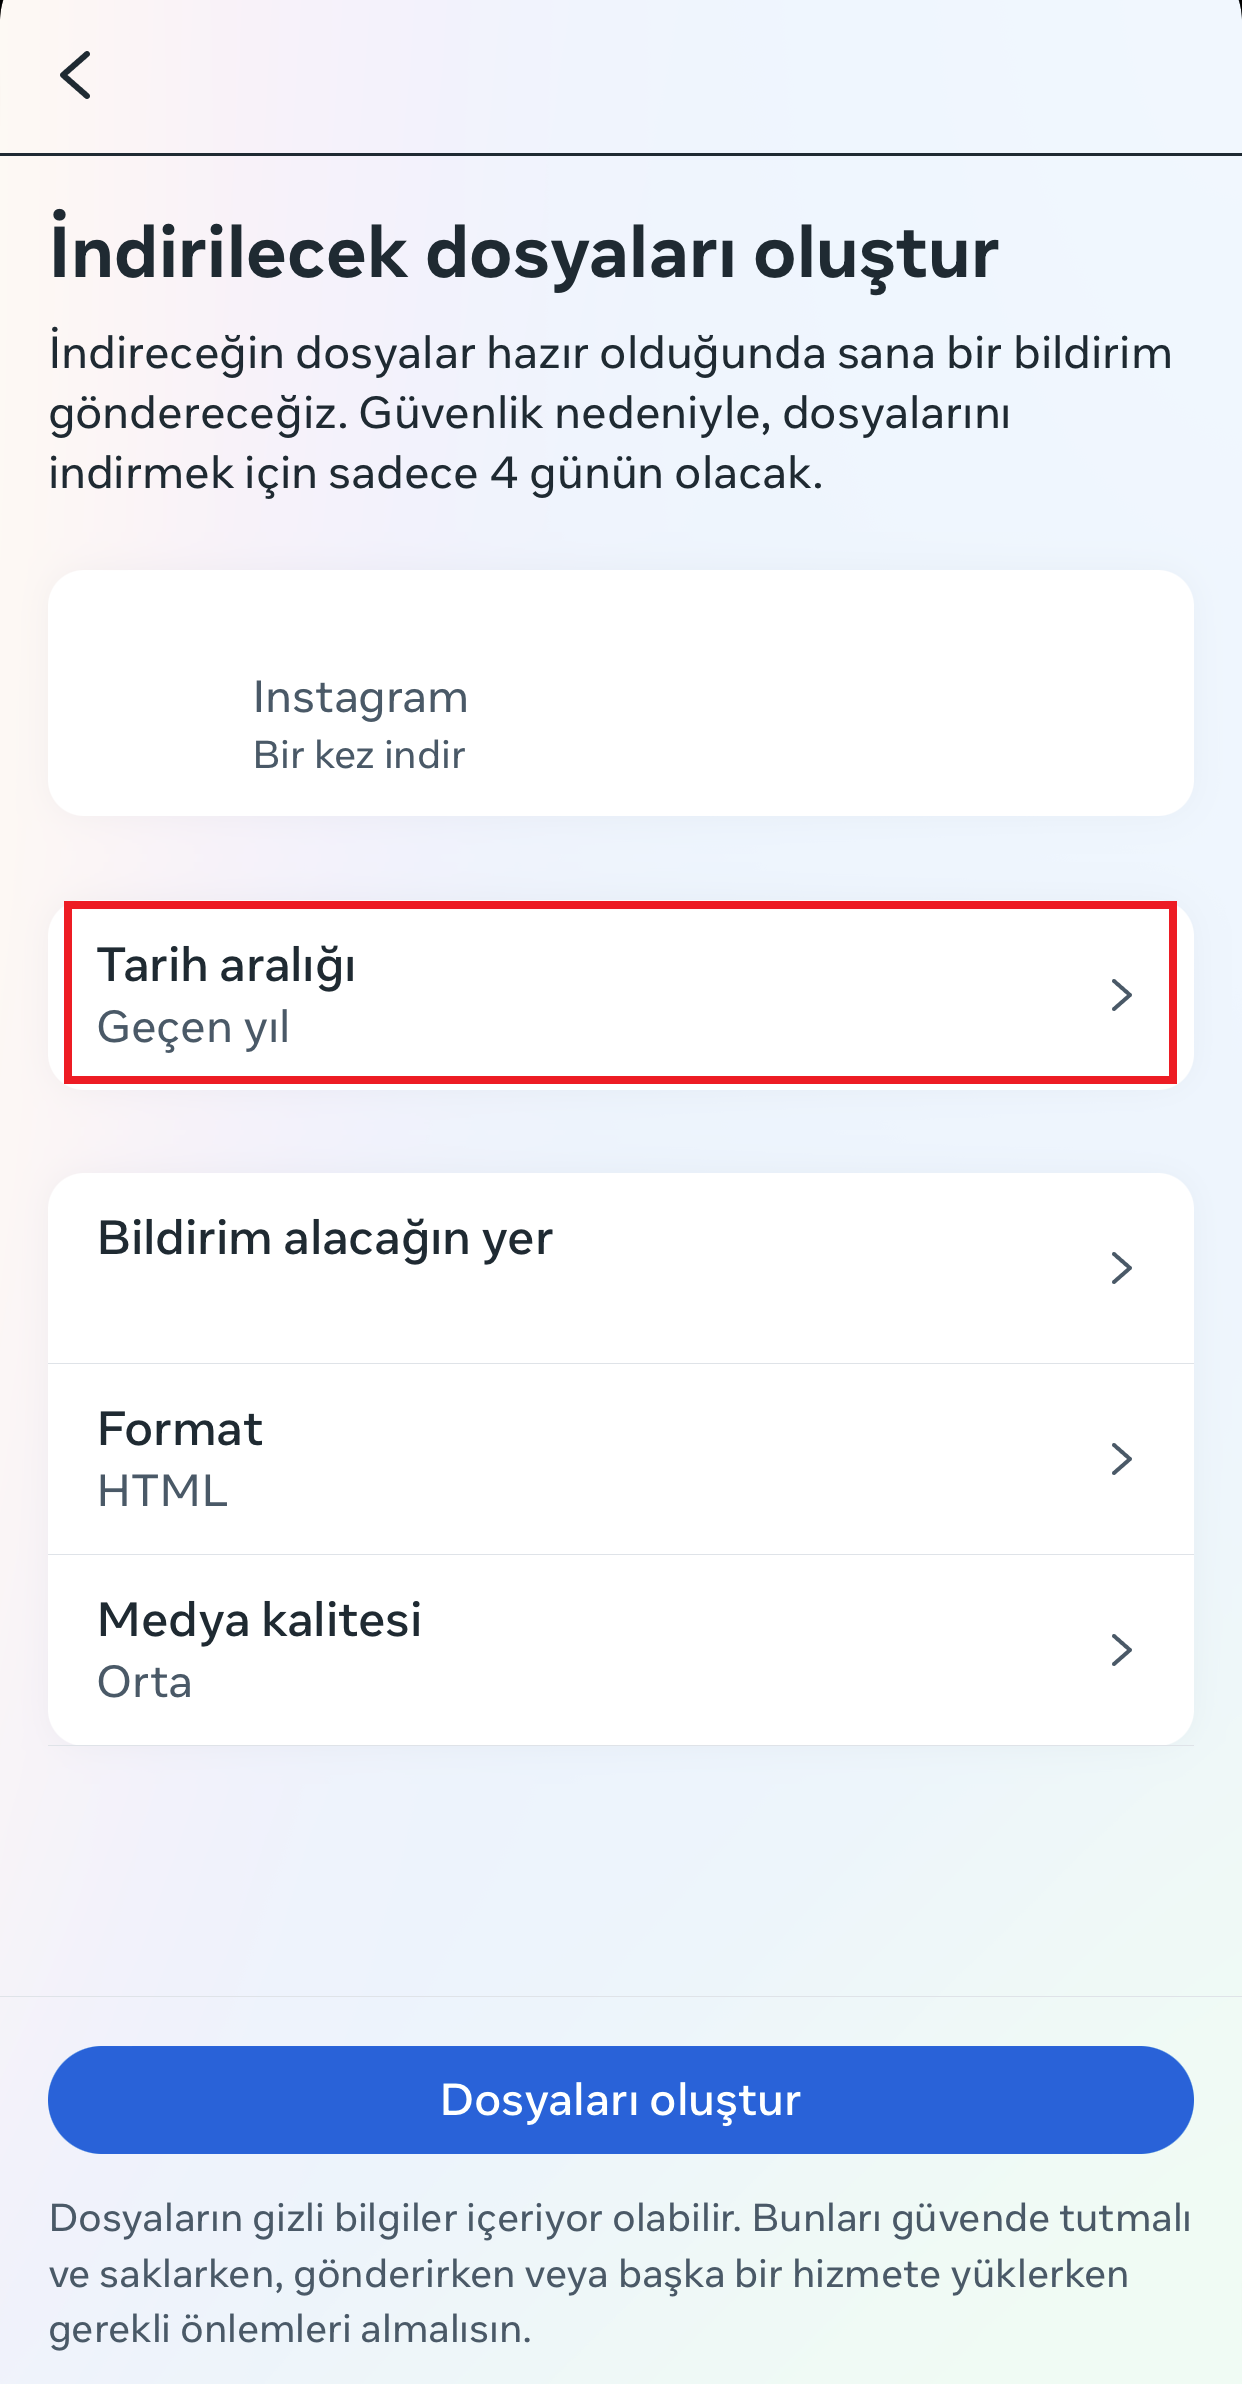 İndirilecek dosyaları oluştur
İndireceğin dosyalar hazır olduğunda sana bir bildirim
göndereceğiz. Güvenlik nedeniyle, dosyalarını
indirmek için sadece 4 günün olacak.
Instagram
Bir kez indir
Tarih aralığı
Geçen yıl
Bildirim alacağın yer
Format
HTML
Medya kalitesi
Orta
Dosyaları oluştur
Dosyaların gizli bilgiler içeriyor olabilir. Bunları güvende tutmalı
ve saklarken, gönderirken veya başka bir hizmete yüklerken
gerekli önlemleri almalısın.